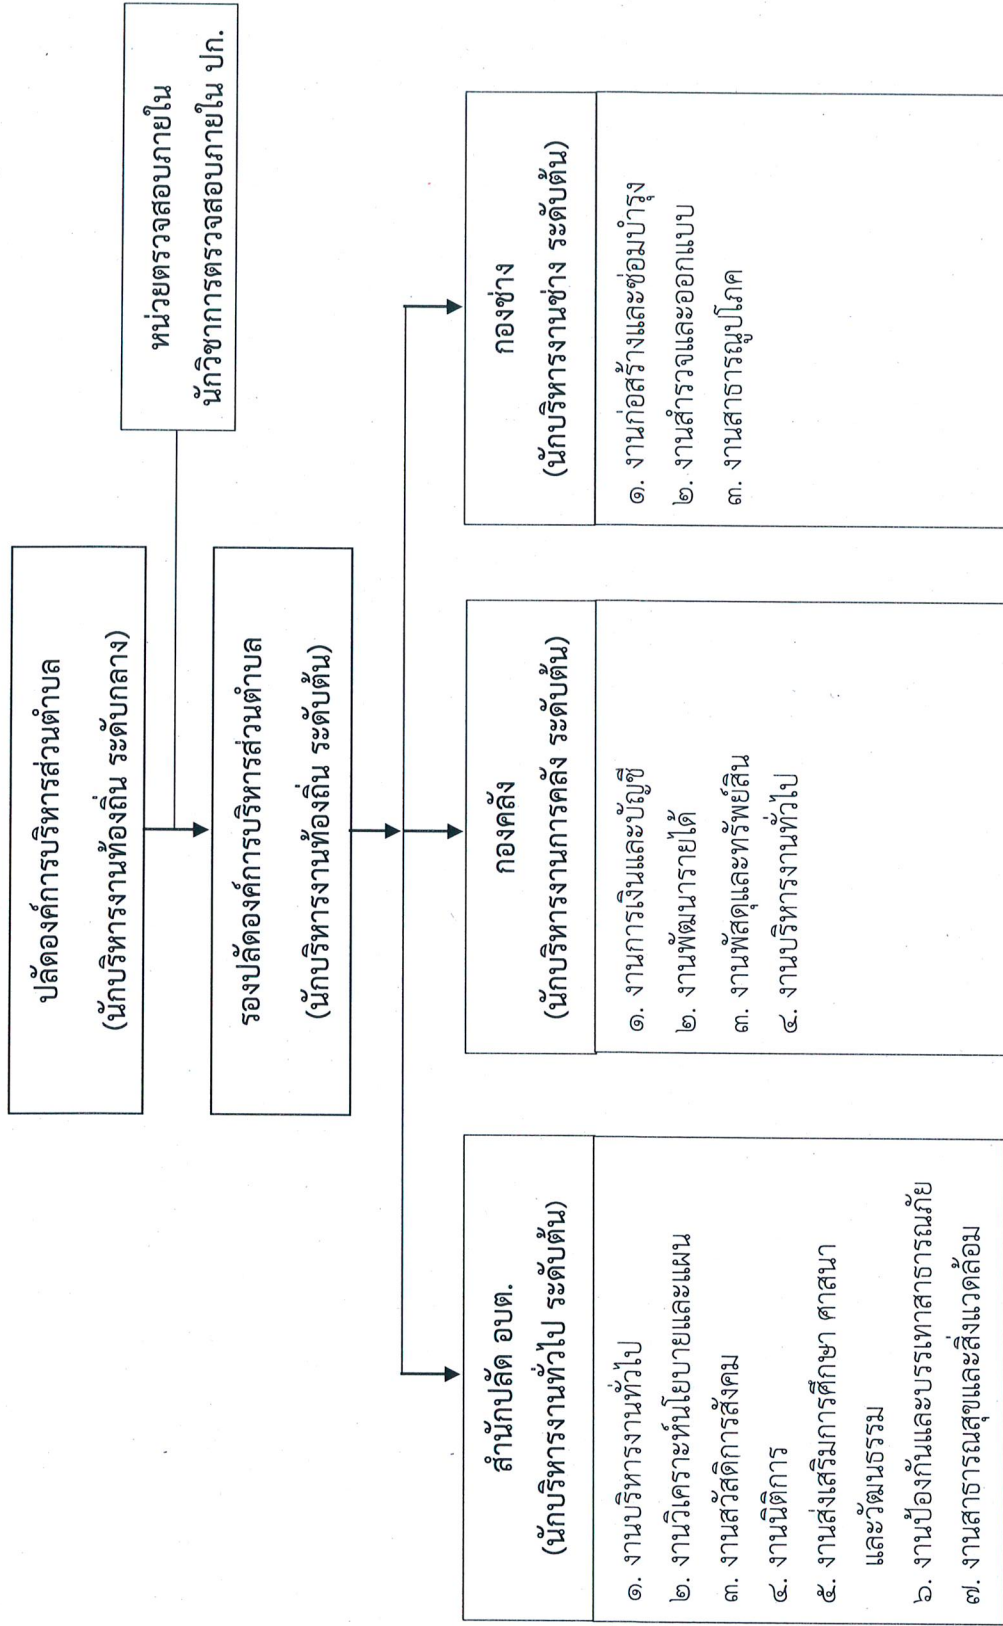 ปลัดองค์การบริหารส่วนตำบล
(นักบริหารงานท้องถิ่น ระดับกลาง)
หน่วยตรวจสอบภายใน
นักวิชาการตรวจสอบภายใน ปก.
รองปลัดองค์การบริหารส่วนตำบล
(นักบริหารงานท้องถิ่น ระดับต้น)
สำนักปลัด อบต.
(นักบริหารงานทั่วไป ระดับต้น)
๑. งานบริหารงานทั่วไป
๒. งานวิเคราะห์นโยบายและแผน
๓. งานสวัสดิการสังคม
๔. งานนิติการ
๕. งานส่งเสริมการศึกษา ศาสนา
และวัฒนธรรม
๖. งานป้องกันและบรรเทาสาธารณภัย
๗. งานสาธารณสุขและสิ่งแวดล้อม
กองคลัง
(นักบริหารงานการคลัง ระดับต้น)
๑. งานการเงินและบัญชี
๒. งานพัฒนารายได้
๓. งานพัสดุและทรัพย์สิน
๔. งานบริหารงานทั่วไป
กองช่าง
(นักบริหารงานช่าง ระดับต้น)
๑. งานก่อสร้างและซ่อมบำรุง
๒. งานสำรวจและออกแบบ
๓. งานสาธารณูปโภค